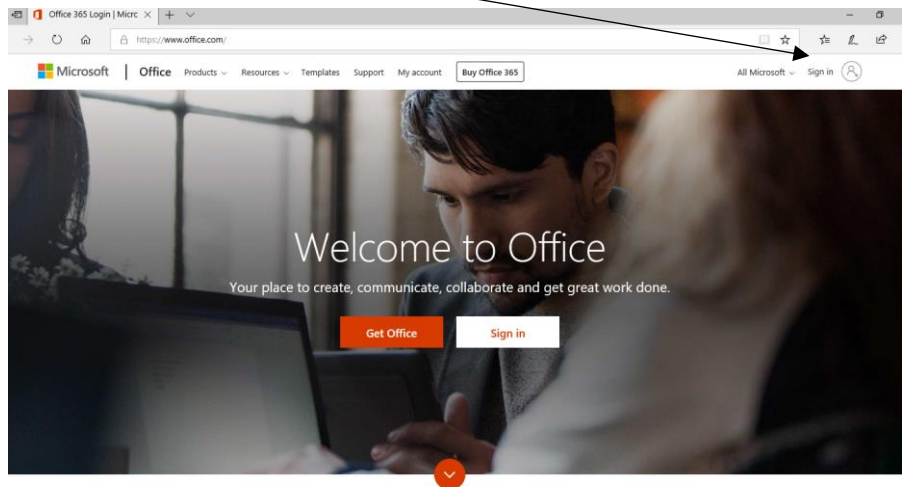 Office 365 Login | Micrc
https://www.office.com/
Microsoft | Office Products Resources Templates Support My account Buy Office 365 All Microsoft Sign in
Welcome to Office
Your place to create, communicate, collaborate and get great work done.
Get Office Sign in